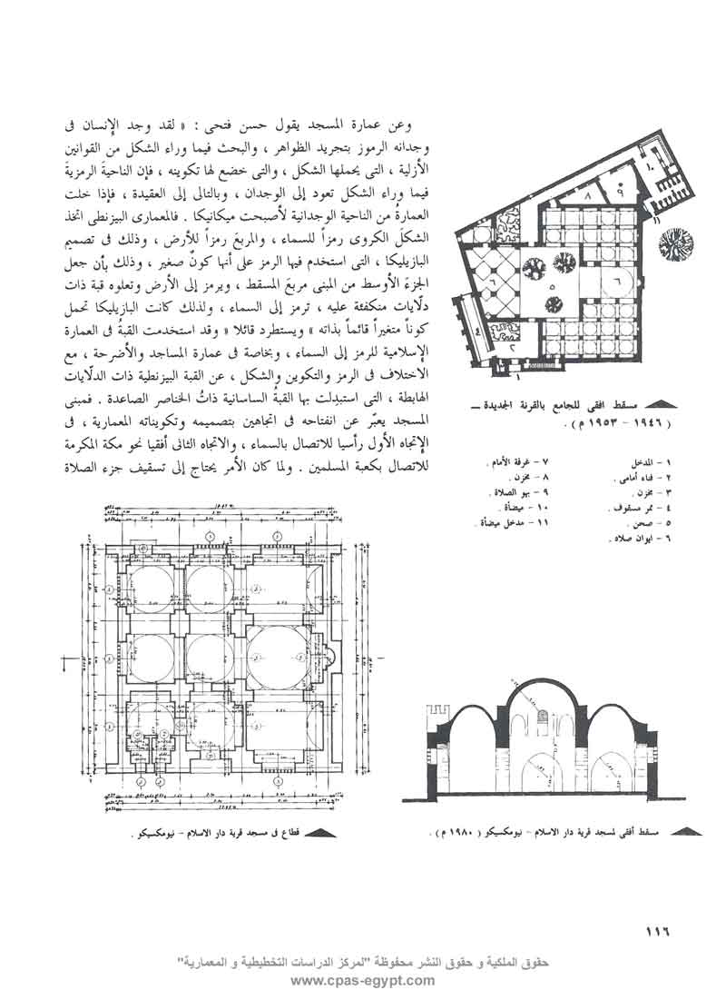 وعن عمارة المسجد يقول حسن فتحى : « لقد وجد الإنسان فى
وجدانه الرموز بتجريد الظواهر ، والبحث فيما وراء الشكل من القوانين
الأزلية ، التى يحملها الشكل ، والتى خضع لها تكوينه ، فإن الناحيةَ الرمزيةَ
فيما وراء الشكل تعود إلى الوجدان ، وبالتالى إلى العقيدة ، فإذا خلت
العمارةُ من الناحية الوجدانية لأصبحت ميكانيكا . فالمعمارى البيزنطى اتخذ
الشكلَ الكروى رمزاً للسماء ، والمربعَ رمزاً للأرض ، وذلك فى تصميم
البازيليكا ، التى استخدم فيها الرمز على أنها كونٌ صغير ، وذلك بأن جعل
الجزءَ الأوسط من المبنى مربعَ المسقط ، ويرمز إلى الأرض وتعلوه قبة ذات
دلّايات منكفئة عليه ، ترمز إلى السماء ، ولذلك كانت البازيليكا تحمل
كوناً متغيراً قائماً بذاته » ويستطرد قائلا « وقد استخدمت القبةُ فى العمارة
الإسلامية للرمز إلى السماء ، وبخاصة فى عمارة المساجد والأضرحة ، مع
الاختلاف فى الرمز والتكوين والشكل ، عن القبة البيزنطية ذات الدلّايات
الهابطة ، التى استبدلت بها القبةُ الساسانية ذاتُ الخناصر الصاعدة . فمبنى
المسجد يعبّر عن انفتاحه فى اتجاهين بتصميمه وتكويناته المعمارية ، فى
الإتجاه الأول رأسيا للاتصال بالسماء ، والاتجاه الثانى أفقيا نحو مكة المكرمة
للاتصال بكعبة المسلمين . ولما كان الأمر يحتاج إلى تسقيف جزء الصلاة
مسقط افقى للجامع بالقرنة الجديدة ــ
( ١٩٤٦ - ١٩٥٣ م ) .
١ - المدخل
٢ - فناء أمامى .
٣ - مخزن .
٤ - ممر مسقوف .
٥ - صحن .
٦ - ايوان صلاه .
٧ - غرفة الأمام .
٨ - مخزن .
٩ - بهو الصلاة .
١٠ - ميضأة .
١١ - مدخل ميضأة .
مسقط أفقى لمسجد قرية دار الاسلام - نيومكسيكو ( ١٩٨٠ م ) .
قطاع فى مسجد قرية دار الاسلام - نيومكسيكو .
١١٦
حقوق الملكية و حقوق النشر محفوظة "لمركز الدراسات التخطيطية و المعمارية"
www.cpas-egypt.com